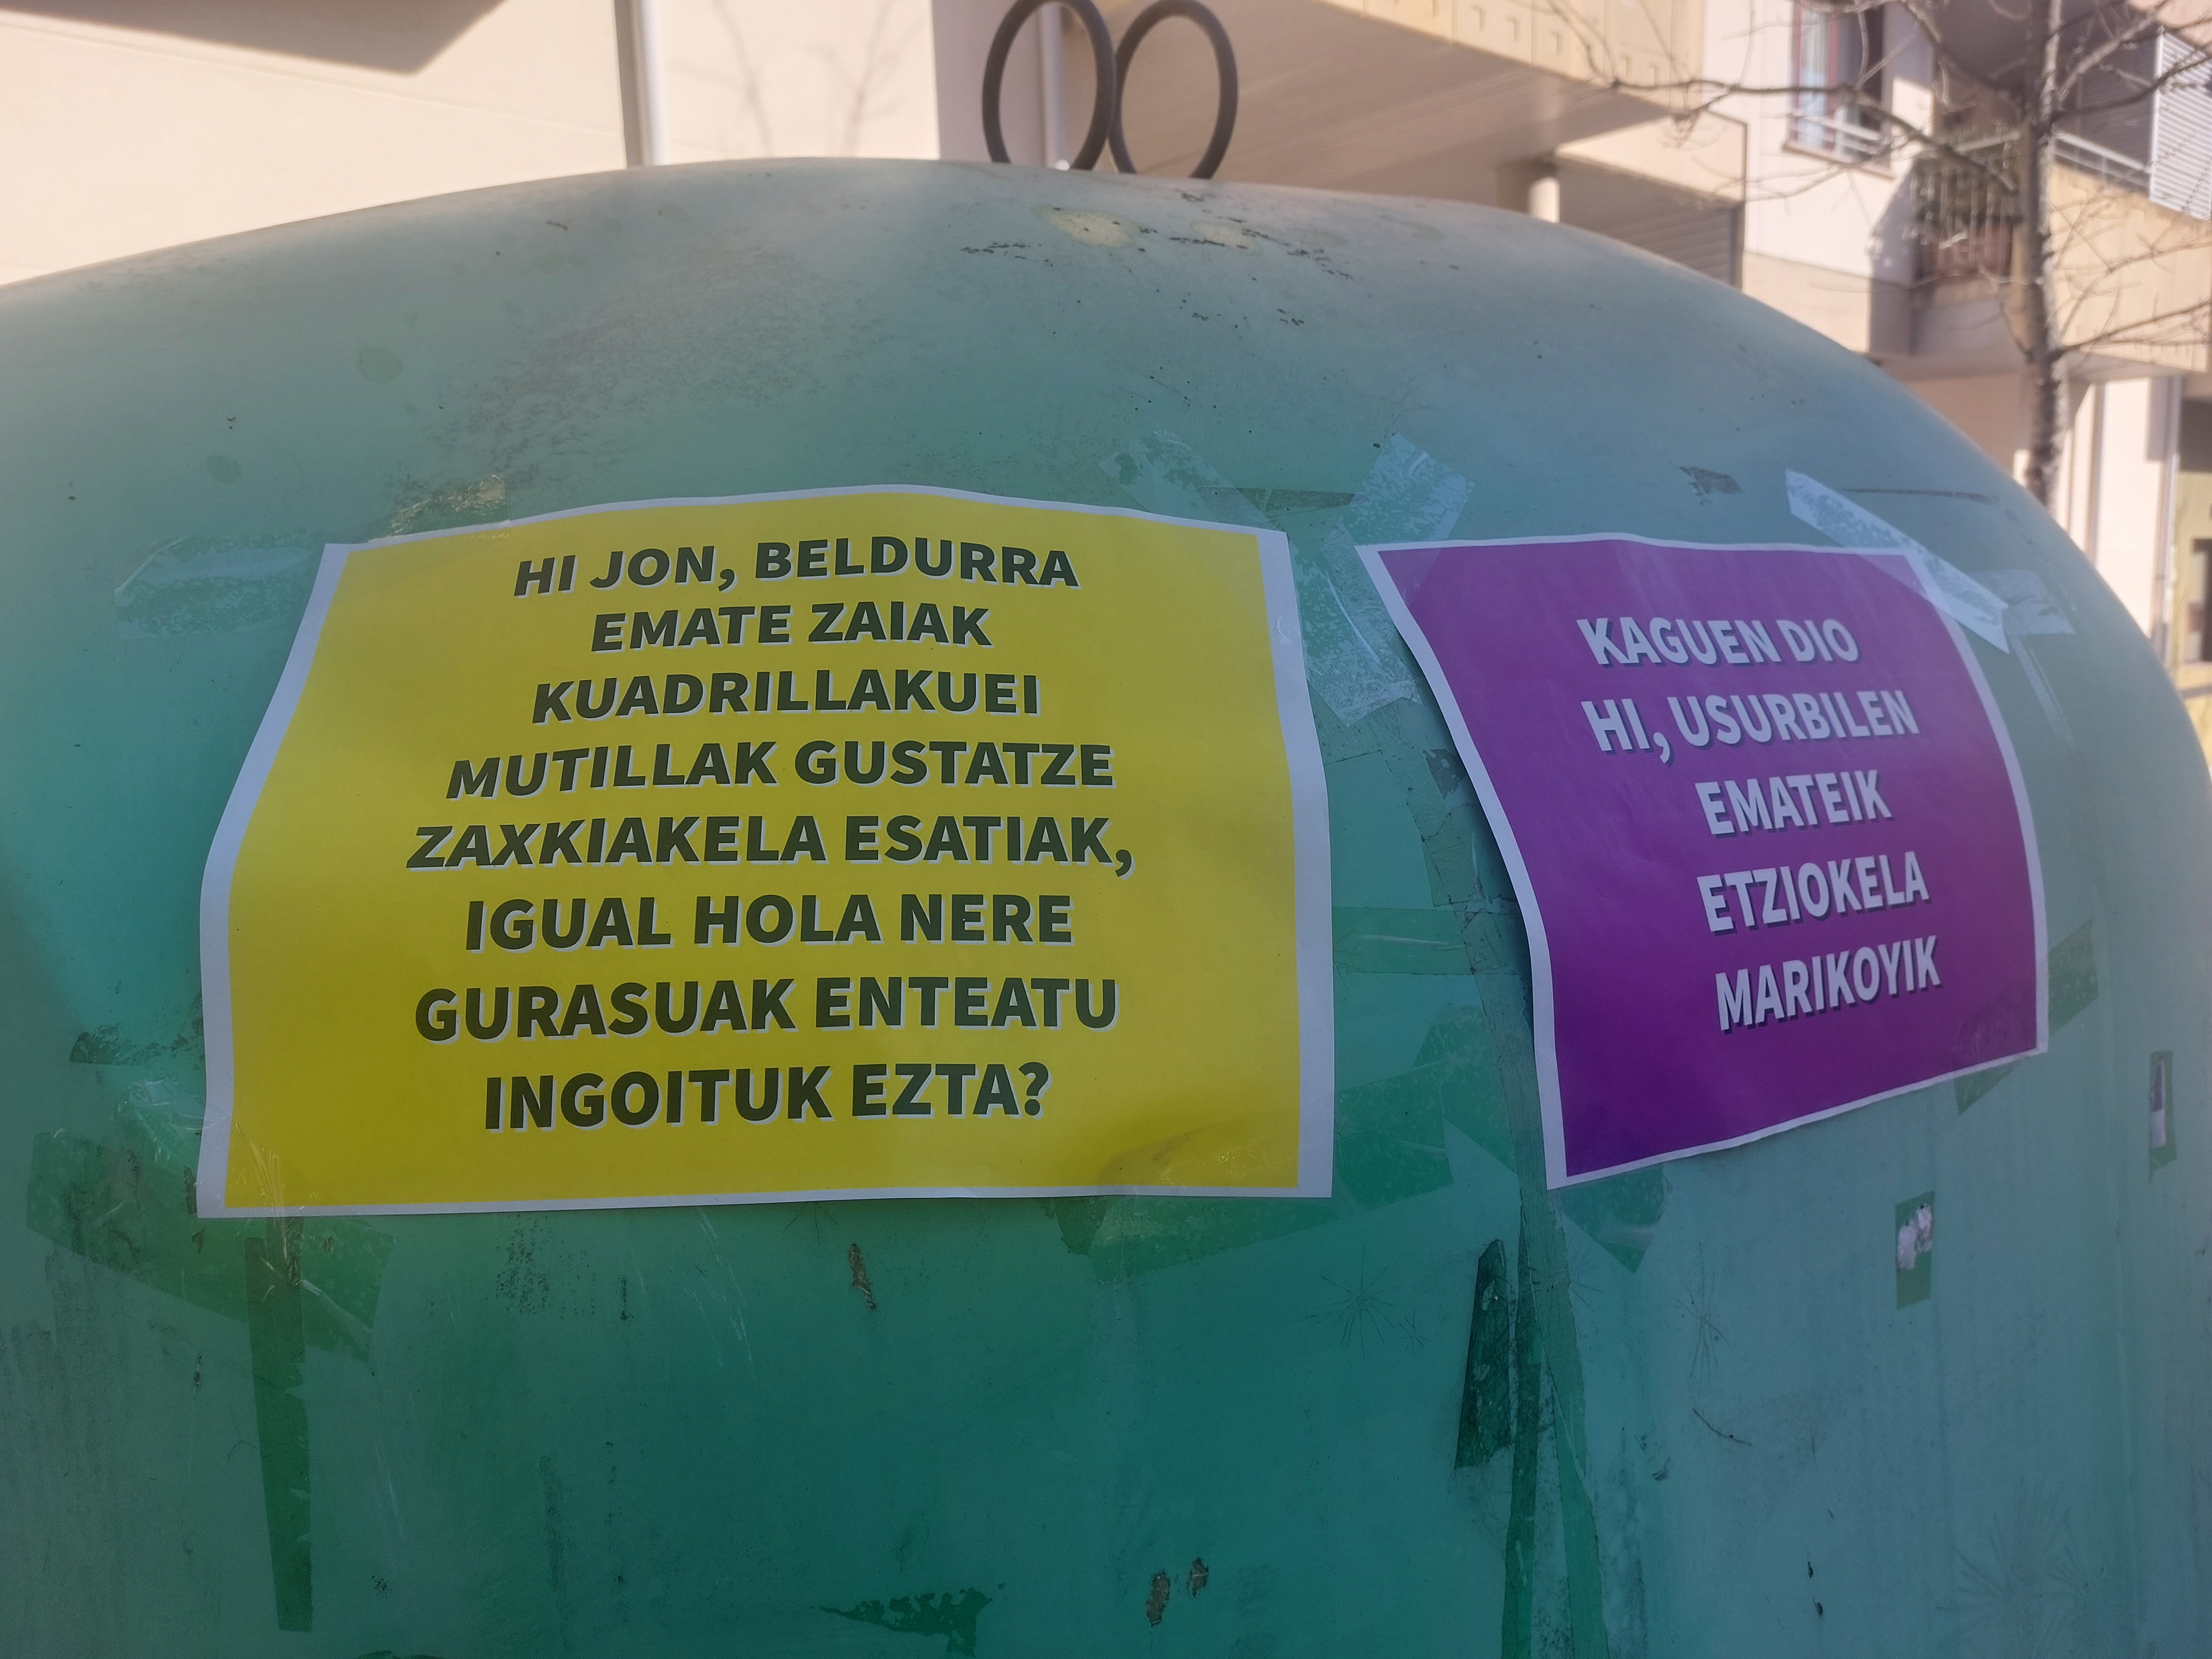 HI JON, BELDURRA
EMATE ZAIAK
KUADRILLAKUEI
MUTILLAK GUSTATZE
ZAXKIAKELA ESATIAK,
IGUAL HOLA NERE
GURASUAK ENTEATU
INGOITUK EZTA?
KAGUEN DIO
HI, USURBILEN
EMATEIK
ETZIOKELA
MARIKOYIK